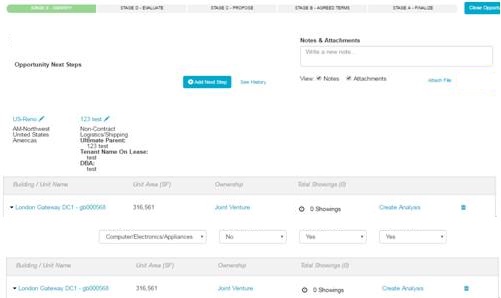 STAGE E - IDENTIFY STAGE D - EVALUATE STAGE C - PROPOSE STAGE B - AGREED TERMS STAGE A - FINALIZE Close Opportu
Notes & Attachments
Write a new note...
Opportunity Next Steps
View: Notes Attachments Attach File
Add Next Step See History
US-Reno 123 test
AM-Northwest Non-Contract
United States Logistics/Shipping
Americas Ultimate Parent:
123 test
Tenant Name On Lease:
test
DBA:
test
Building / Unit Name Unit Area (SF) Ownership Total Showings (0)
London Gateway DC1 - gb000568 316,561 Joint Venture 0 Showings Create Analysis
Computer/Electronics/Appliances No Yes Yes
Building / Unit Name Unit Area (SF) Ownership Total Showings (0)
London Gateway DC1 - gb000568 316,561 Joint Venture 0 Showings Create Analysis